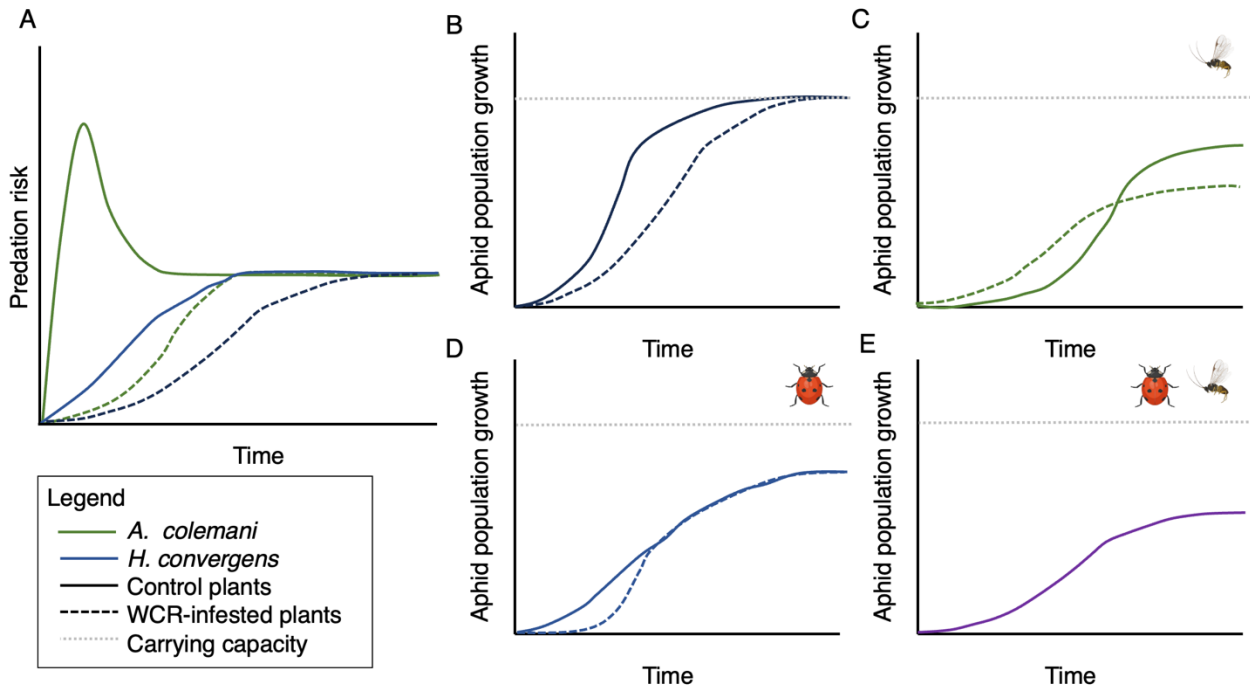 A
Predation risk
Time
B
Aphid population growth
Time
C
Aphid population growth
Time
D
Aphid population growth
Time
E
Aphid population growth
Time
Legend
A. colemani
H. convergens
Control plants
WCR-infested plants
Carrying capacity